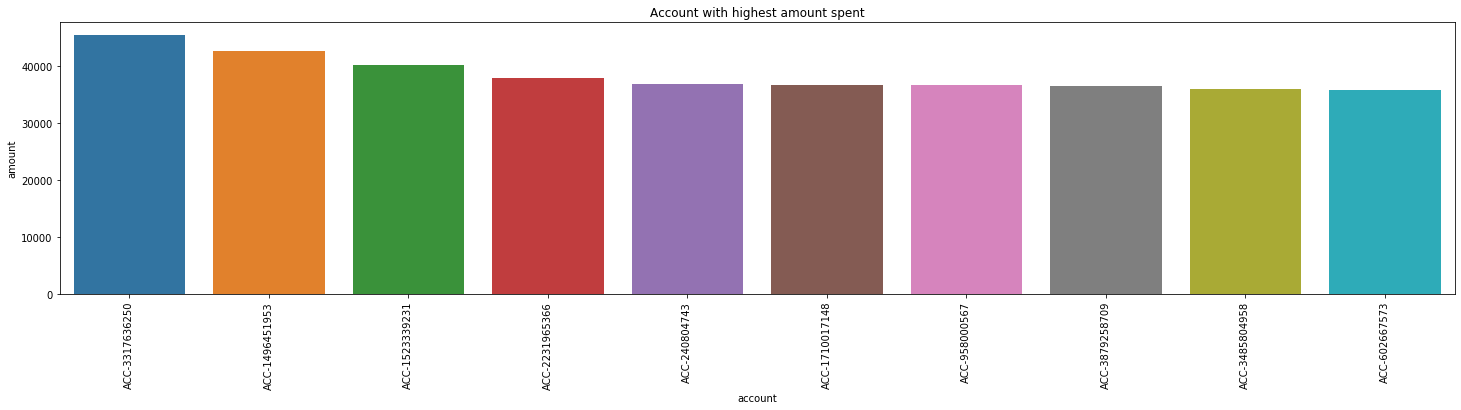 Account with highest amount spent
amount
40000
30000
20000
10000
0
ACC-3317636250
ACC-1496451953
ACC-1523339231
ACC-2231965366
ACC-240804743
ACC-1710017148
ACC-958000567
ACC-3879258709
ACC-3485804958
ACC-602667573
account